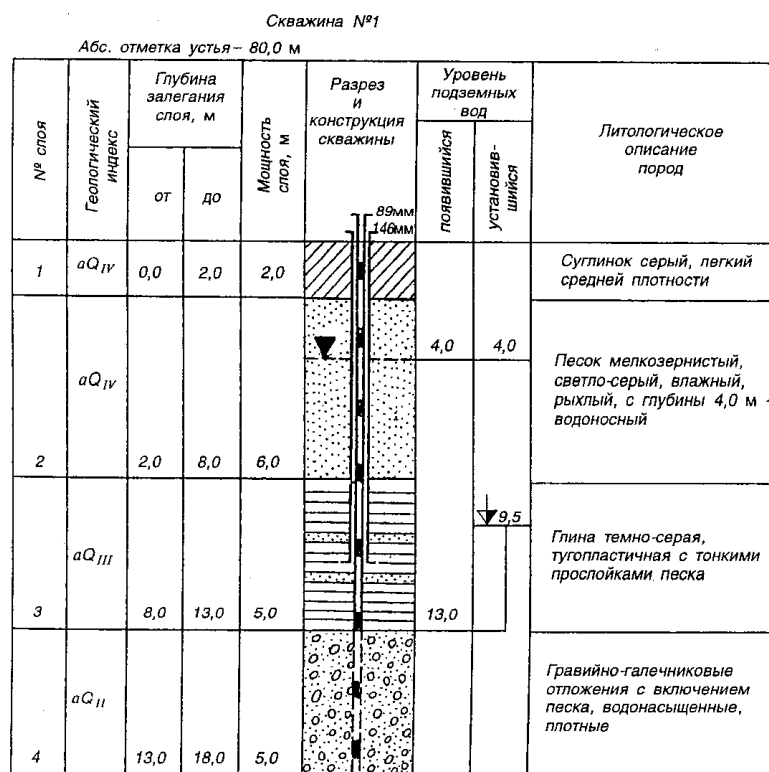 Скважина №1
Абс. отметка устья – 80,0 м
№ слоя
Геологический
индекс
Глубина
залегания
слоя, м
от
до
Мощность
слоя, м
Разрез
и
конструкция
скважины
Уровень
подземных
вод
появившийся
установив-
шийся
Литологическое
описание
пород
89мм
146мм
1
aQIV
0,0
2,0
2,0
Суглинок серый, легкий
средней плотности
aQIV
4,0
4,0
Песок мелкозернистый,
светло-серый, влажный,
рыхлый, с глубины 4,0 м -
водоносный
2
2,0
8,0
6,0
9,5
aQIII
Глина темно-серая,
тугопластичная с тонкими
прослойками песка
3
8,0
13,0
5,0
13,0
aQII
Гравийно-галечниковые
отложения с включением
песка, водонасыщенные,
плотные
4
13,0
18,0
5,0